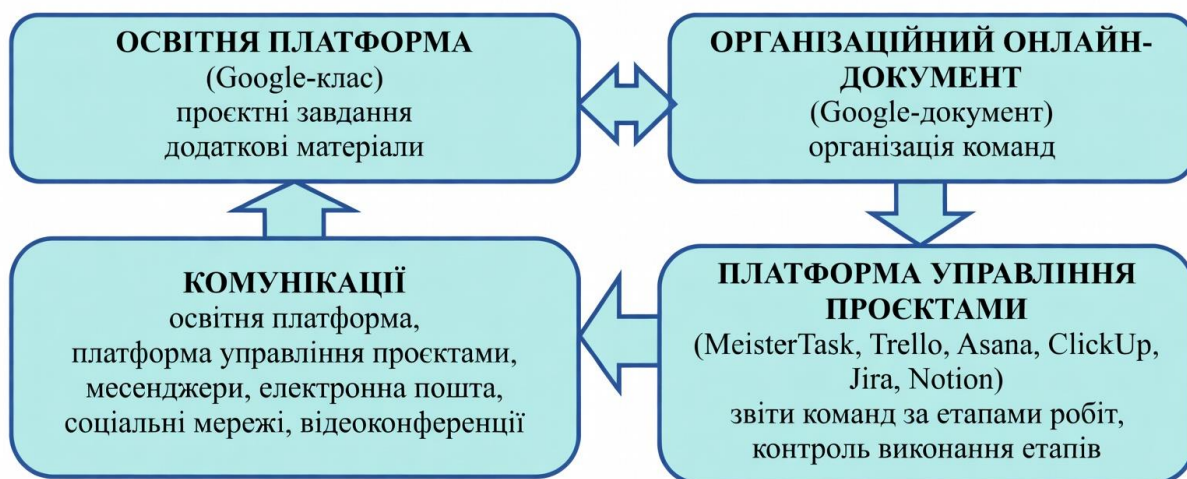 ОСВІТНЯ ПЛАТФОРМА
(Google-клас)
проєктні завдання
додаткові матеріали
ОРГАНІЗАЦІЙНИЙ ОНЛАЙН-
ДОКУМЕНТ
(Google-документ)
організація команд
КОМУНІКАЦІЇ
освітня платформа,
платформа управління проєктами,
месенджери, електронна пошта,
соціальні мережі, відеоконференції
ПЛАТФОРМА УПРАВЛІННЯ
ПРОЄКТАМИ
(MeisterTask, Trello, Asana, ClickUp,
Jira, Notion)
звіти команд за етапами робіт,
контроль виконання етапів